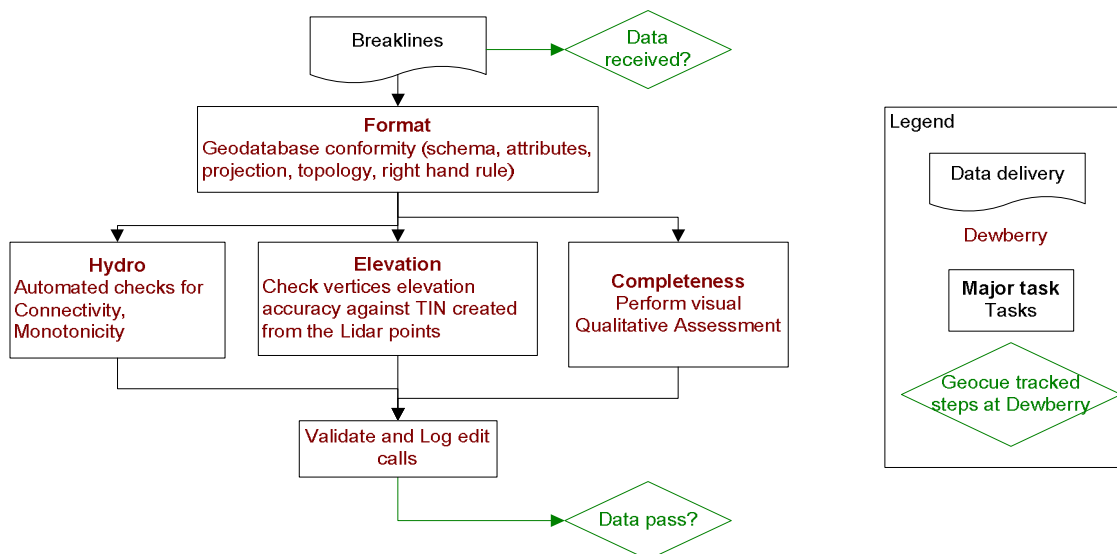 Breaklines
Data
received?
Format
Geodatabase conformity (schema, attributes,
projection, topology, right hand rule)
Hydro
Automated checks for
Connectivity,
Monotonicity
Elevation
Check vertices elevation
accuracy against TIN created
from the Lidar points
Completeness
Perform visual
Qualitative Assessment
Validate and Log edit
calls
Data pass?
Legend
Data delivery
Dewberry
Major task
Tasks
Geocue tracked
steps at Dewberry